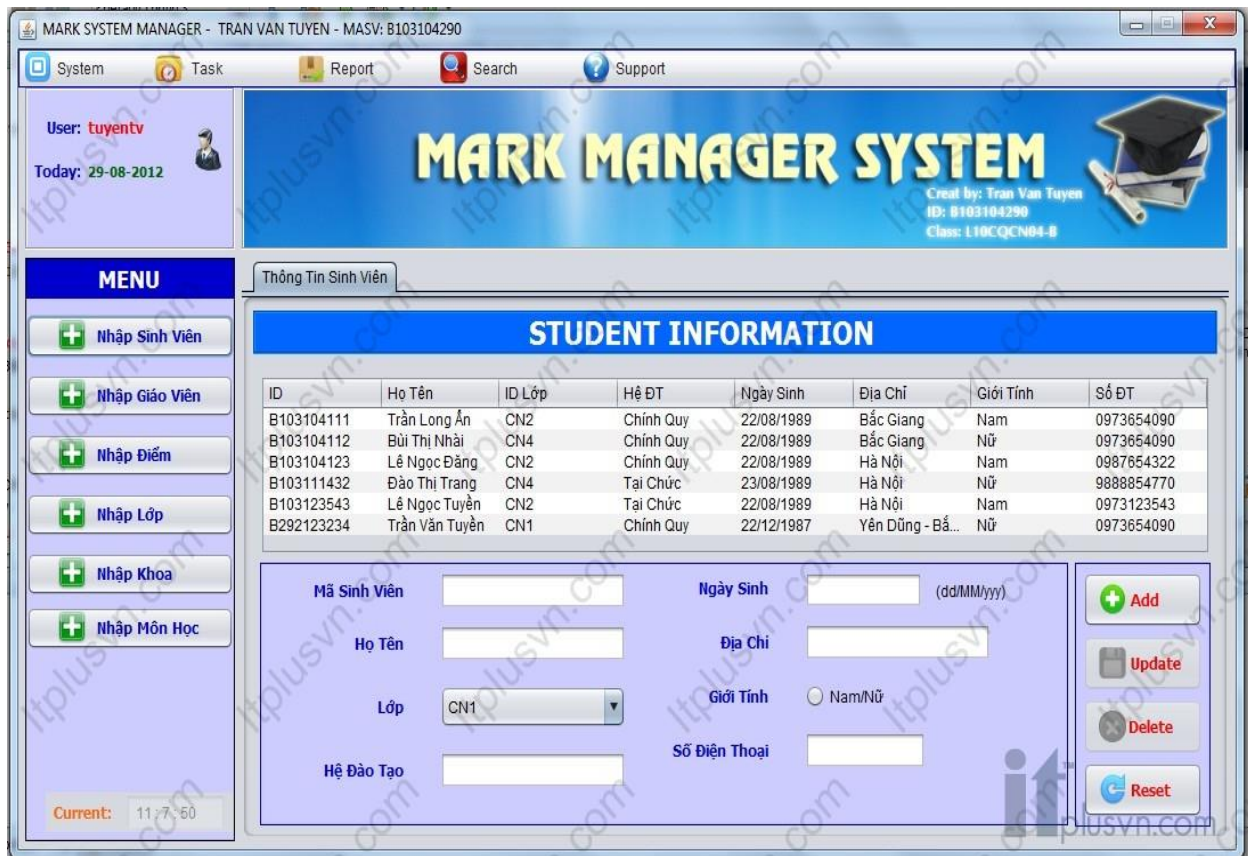 MARK SYSTEM MANAGER - TRAN VAN TUYEN - MASV: B103104290
System Task Report Search Support
User: tuyentv
Today: 29-08-2012
MARK MANAGER SYSTEM
Creat by: Tran Van Tuyen
ID: B103104290
Class: L10CQCN04-B
MENU
Nhập Sinh Viên
Nhập Giáo Viên
Nhập Điểm
Nhập Lớp
Nhập Khoa
Nhập Môn Học
Current: 11:7:50
Thông Tin Sinh Viên
STUDENT INFORMATION
ID Họ Tên ID Lớp Hệ ĐT Ngày Sinh Địa Chỉ Giới Tính Số ĐT
B103104111 Trần Long Ẩn CN2 Chính Quy 22/08/1989 Bắc Giang Nam 0973654090
B103104112 Bùi Thị Nhài CN4 Chính Quy 22/08/1989 Bắc Giang Nữ 0973654090
B103104123 Lê Ngọc Đăng CN2 Chính Quy 22/08/1989 Hà Nội Nam 0987654322
B103111432 Đào Thị Trang CN4 Tại Chức 23/08/1989 Hà Nội Nữ 9888854770
B103123543 Lê Ngọc Tuyền CN2 Tại Chức 22/08/1989 Hà Nội Nam 0973123543
B292123234 Trần Văn Tuyền CN1 Chính Quy 22/12/1987 Yên Dũng - Bắ... Nữ 0973654090
Mã Sinh Viên Ngày Sinh (dd/MM/yyy)
Họ Tên Địa Chỉ
Lớp CN1 Giới Tính Nam/Nữ
Hệ Đào Tạo Số Điện Thoại
Add
Update
Delete
Reset
it plusvn.com